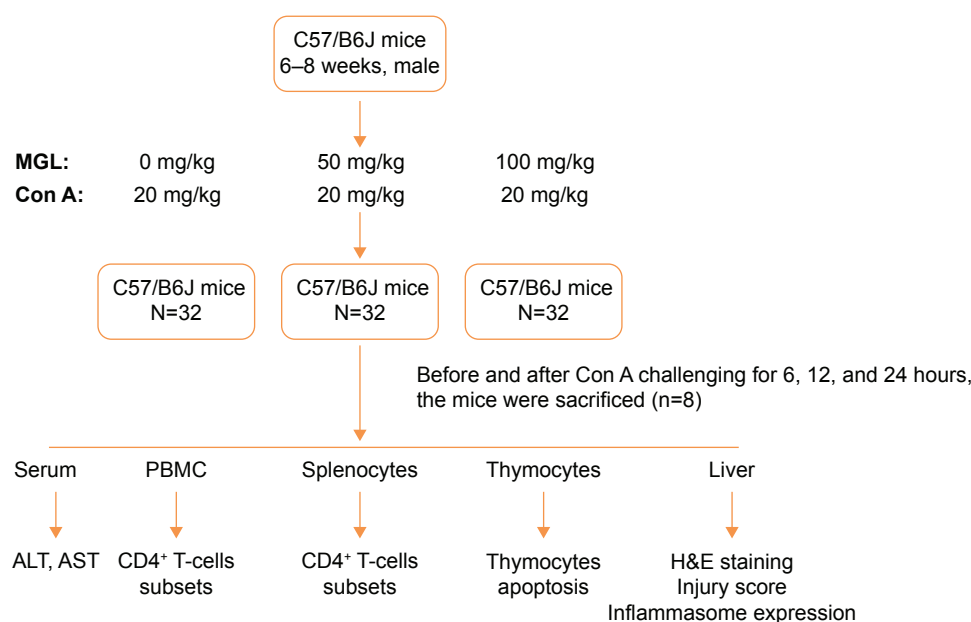 C57/B6J mice
6–8 weeks, male
MGL: 0 mg/kg 50 mg/kg 100 mg/kg
Con A: 20 mg/kg 20 mg/kg 20 mg/kg
C57/B6J mice C57/B6J mice C57/B6J mice
N=32 N=32 N=32
Before and after Con A challenging for 6, 12, and 24 hours,
the mice were sacrificed (n=8)
Serum PBMC Splenocytes Thymocytes Liver
ALT, AST CD4⁺ T-cells CD4⁺ T-cells Thymocytes H&E staining
subsets subsets apoptosis Injury score
Inflammasome expression